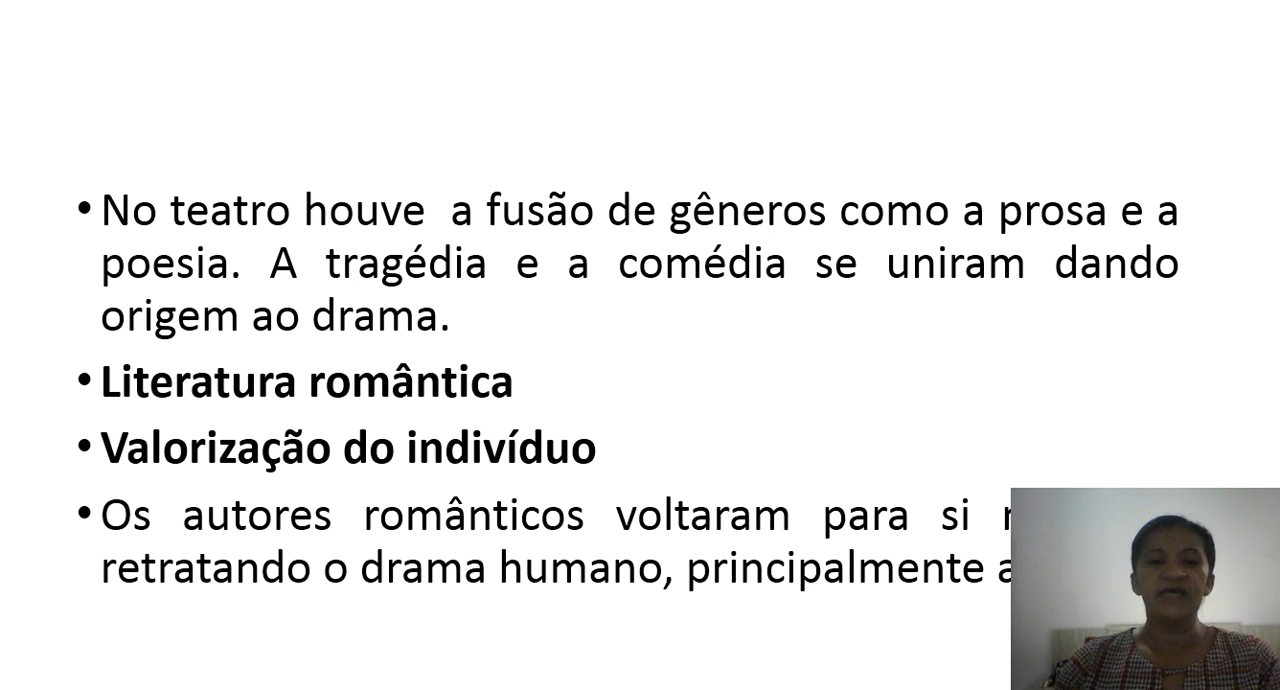 • No teatro houve  a fusão de gêneros como a prosa e a
poesia. A tragédia e a comédia se uniram dando
origem ao drama.
• Literatura romântica
• Valorização do indivíduo
• Os autores românticos voltaram para si
retratando o drama humano, principalmente